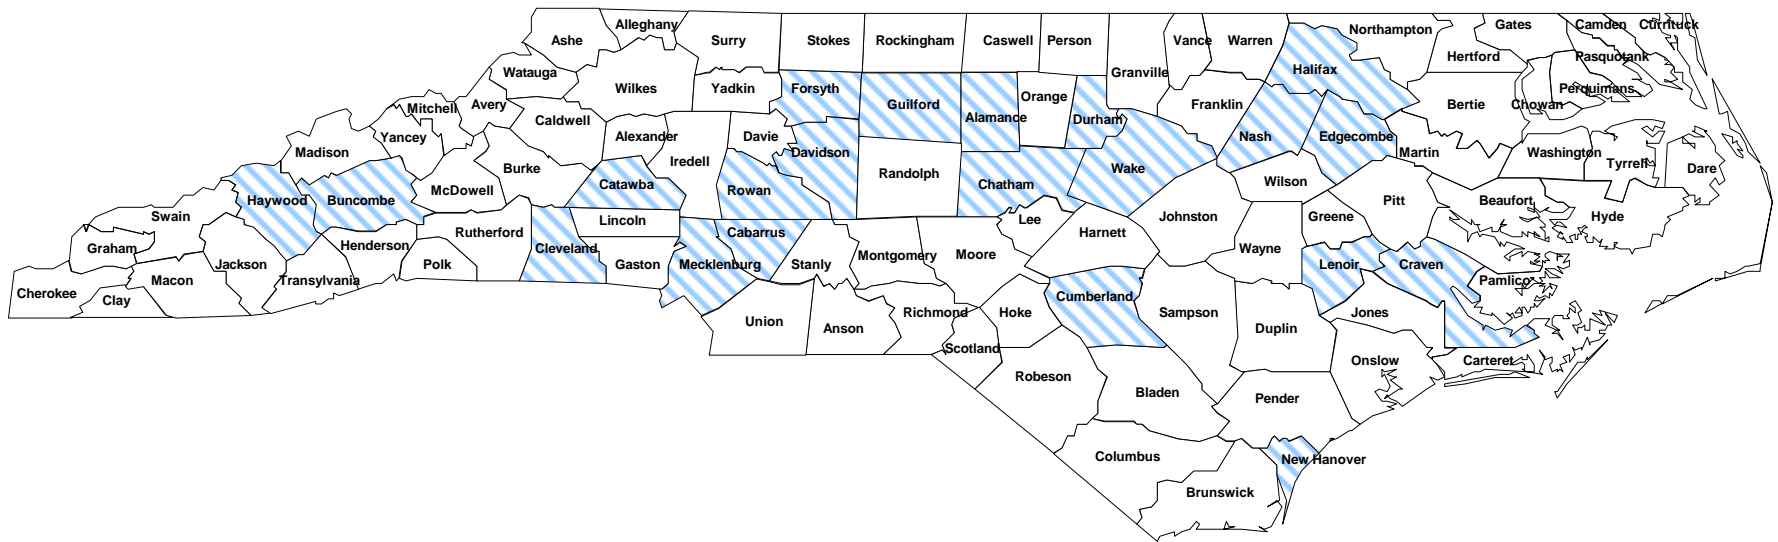 Alleghany
Northampton
Gates
Camden
Currituck
Ashe
Surry
Stokes
Rockingham
Caswell
Person
Vance
Warren
Hertford
Pasquotank
Watauga
Granville
Halifax
Wilkes
Yadkin
Forsyth
Guilford
Orange
Perquimans
Mitchell
Avery
Franklin
Bertie
Chowan
Caldwell
Alamance
Durham
Yancey
Alexander
Davie
Nash
Edgecombe
Madison
Davidson
Martin
Washington
Burke
Iredell
Tyrrell
Randolph
Wake
Dare
McDowell
Catawba
Rowan
Chatham
Wilson
Haywood
Buncombe
Pitt
Beaufort
Swain
Lincoln
Lee
Johnston
Greene
Hyde
Rutherford
Cabarrus
Harnett
Graham
Henderson
Cleveland
Montgomery
Moore
Wayne
Jackson
Polk
Gaston
Mecklenburg
Stanly
Lenoir
Craven
Macon
Transylvania
Pamlico
Cherokee
Clay
Cumberland
Union
Anson
Richmond
Hoke
Sampson
Duplin
Jones
Scotland
Onslow
Carteret
Robeson
Bladen
Pender
Columbus
New Hanover
Brunswick